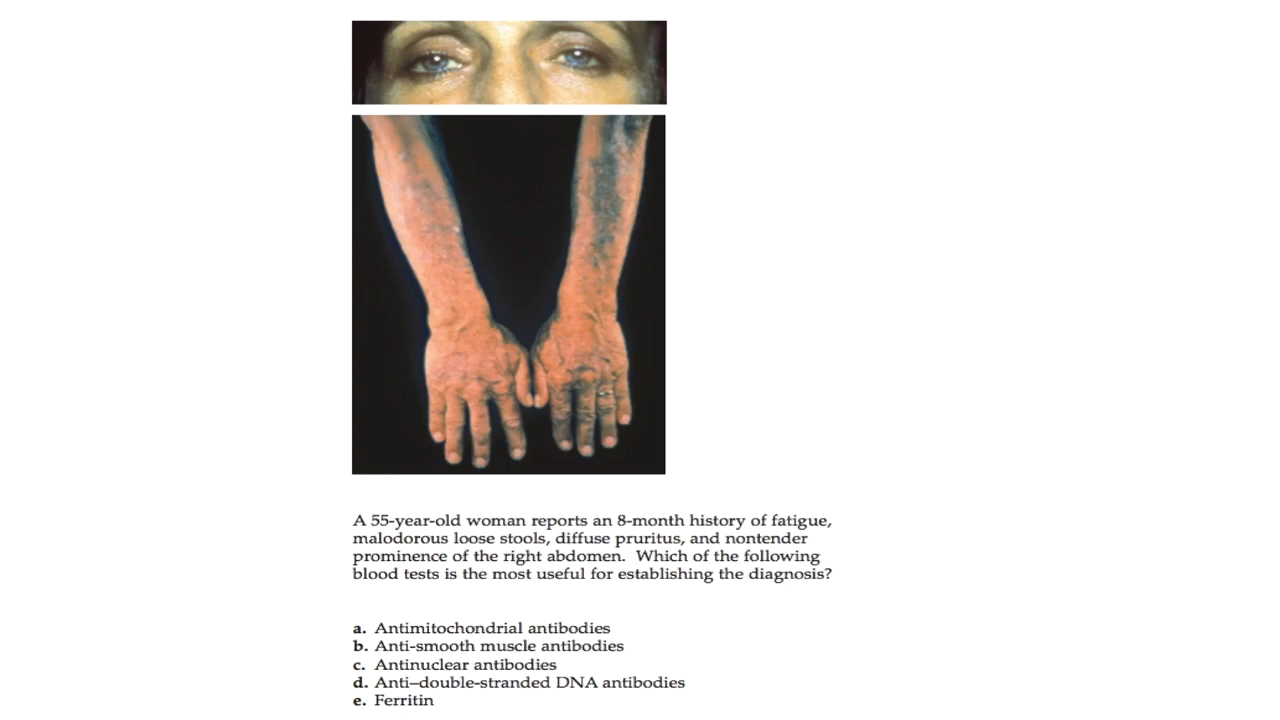 A 55-year-old woman reports an 8-month history of fatigue,
malodorous loose stools, diffuse pruritus, and nontender
prominence of the right abdomen.  Which of the following
blood tests is the most useful for establishing the diagnosis?
a. Antimitochondrial antibodies
b. Anti-smooth muscle antibodies
c. Antinuclear antibodies
d. Anti–double-stranded DNA antibodies
e. Ferritin